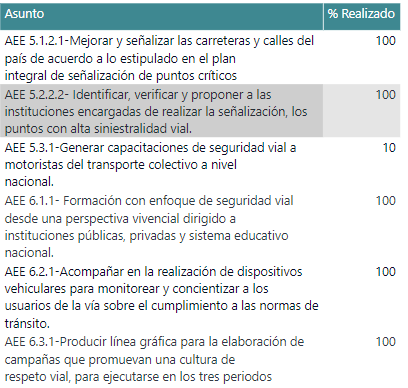 Asunto % Realizado
AEE 5.1.2.1-Mejorar y señalizar las carreteras y calles del 100
país de acuerdo a lo estipulado en el plan
integral de señalización de puntos críticos
AEE 5.2.2.2- Identificar, verificar y proponer a las 100
instituciones encargadas de realizar la señalización, los
puntos con alta siniestralidad vial.
AEE 5.3.1-Generar capacitaciones de seguridad vial a 10
motoristas del transporte colectivo a nivel
nacional.
AEE 6.1.1- Formación con enfoque de seguridad vial 100
desde una perspectiva vivencial dirigido a
instituciones públicas, privadas y sistema educativo
nacional.
AEE 6.2.1-Acompañar en la realización de dispositivos 100
vehiculares para monitorear y concientizar a los
usuarios de la vía sobre el cumplimiento a las normas de
tránsito.
AEE 6.3.1-Producir línea gráfica para la elaboración de 100
campañas que promuevan una cultura de
respeto vial, para ejecutarse en los tres periodos